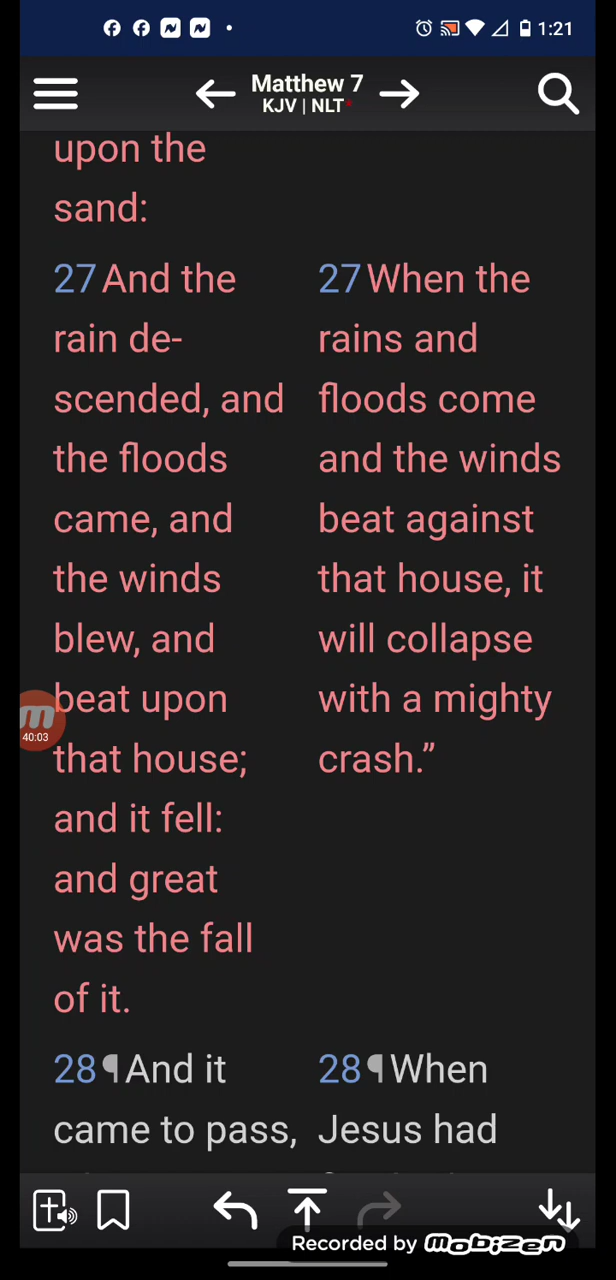 1:21
Matthew 7
KJV | NLT*
upon the
sand:
27 And the
rain de-
scended, and
the floods
came, and
the winds
blew, and
beat upon
that house;
and it fell:
and great
was the fall
of it.
28 ¶ And it
came to pass,
27 When the
rains and
floods come
and the winds
beat against
that house, it
will collapse
with a mighty
crash.”
28 ¶ When
Jesus had
40:03
Recorded by mobizen